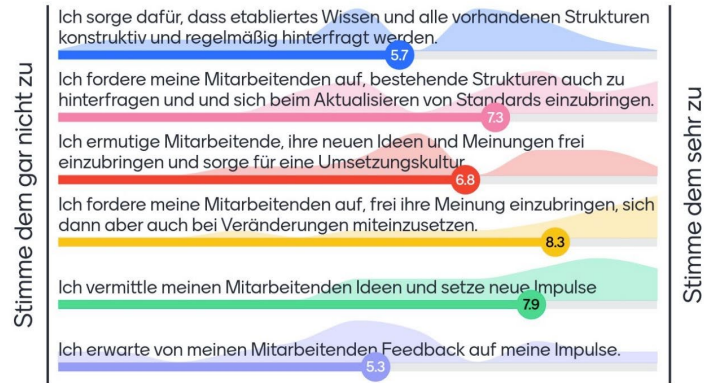 Stimme dem gar nicht zu
Ich sorge dafür, dass etabliertes Wissen und alle vorhandenen Strukturen
konstruktiv und regelmäßig hinterfragt werden.
5.7
Ich fordere meine Mitarbeitenden auf, bestehende Strukturen auch zu
hinterfragen und und sich beim Aktualisieren von Standards einzubringen.
7.3
Ich ermutige Mitarbeitende, ihre neuen Ideen und Meinungen frei
einzubringen und sorge für eine Umsetzungskultur
6.8
Ich fordere meine Mitarbeitenden auf, frei ihre Meinung einzubringen, sich
dann aber auch bei Veränderungen miteinzusetzen.
8.3
Ich vermittle meinen Mitarbeitenden Ideen und setze neue Impulse
7.9
Ich erwarte von meinen Mitarbeitenden Feedback auf meine Impulse.
5.3
Stimme dem sehr zu